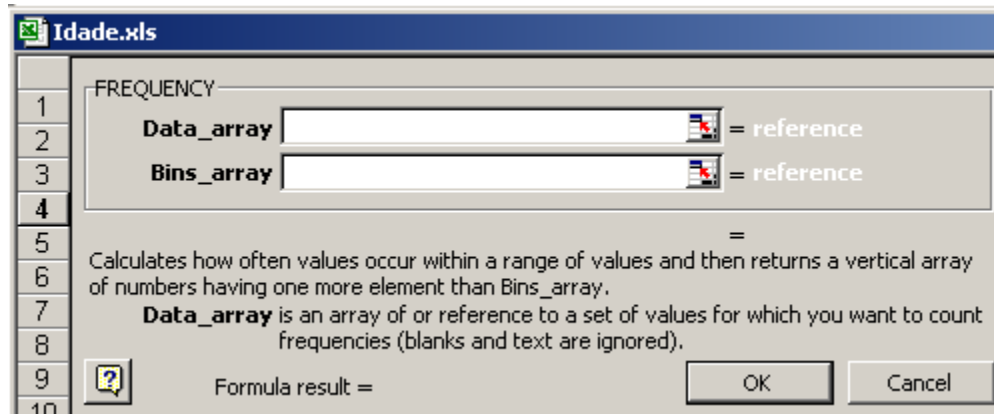 Idade.xls
FREQUENCY
1
2
3
4
5
6
7
8
9
10
Data_array = reference
Bins_array = reference
=
Calculates how often values occur within a range of values and then returns a vertical array
of numbers having one more element than Bins_array.
Data_array is an array of or reference to a set of values for which you want to count
frequencies (blanks and text are ignored).
? Formula result = OK Cancel